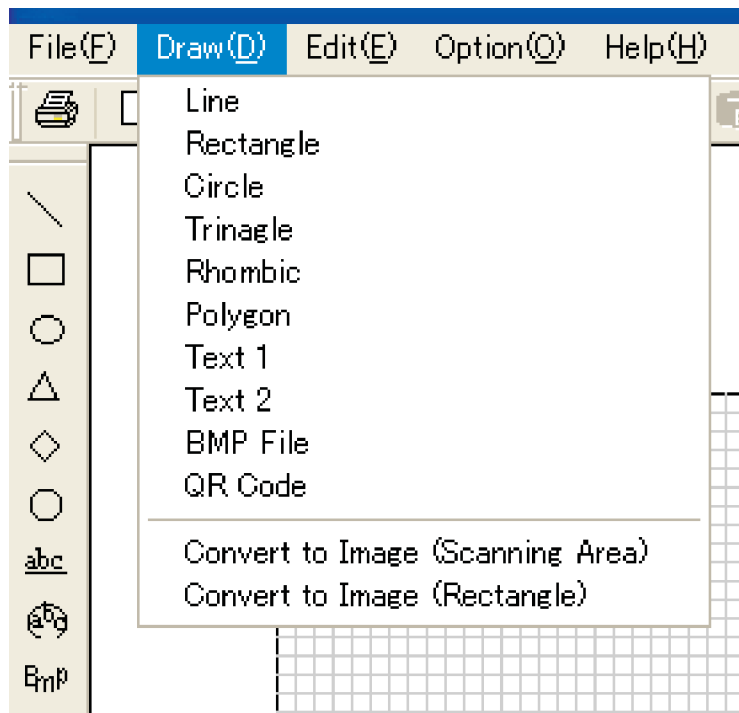 File(F) Draw(D) Edit(E) Option(O) Help(H)
Line
Rectangle
Circle
Trinagle
Rhombic
Polygon
Text 1
Text 2
BMP File
QR Code
Convert to Image (Scanning Area)
Convert to Image (Rectangle)
abc
abg
Bmp